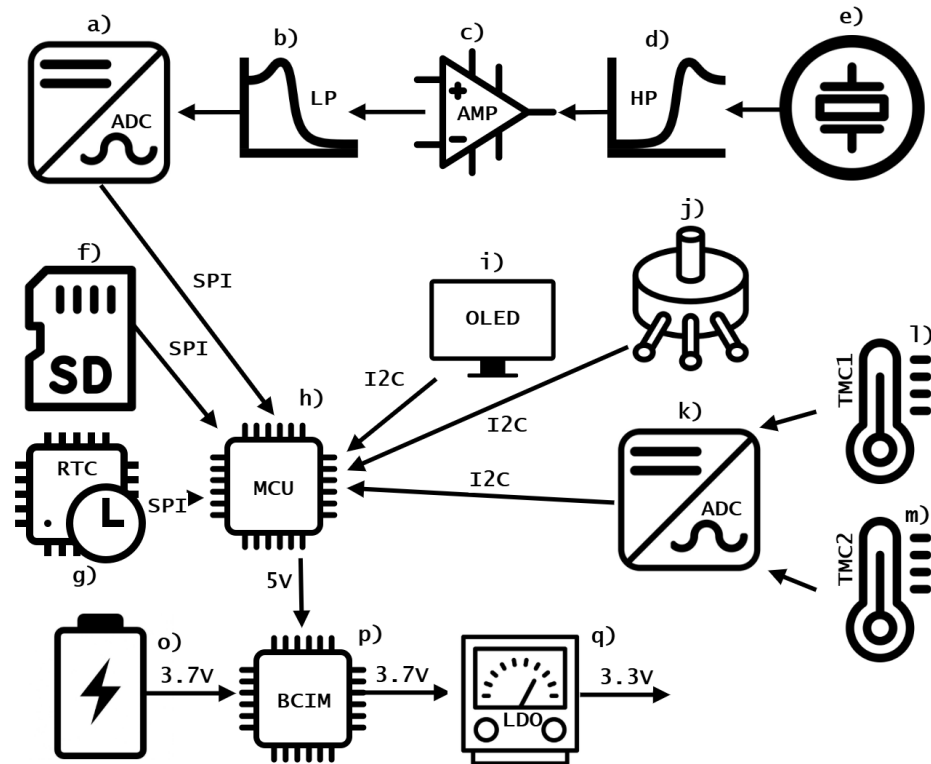 a)
b)
c)
d)
e)
ADC
LP
+
AMP
−
HP
f)
SPI
SD
SPI
i)
OLED
j)
I2C
h)
I2C
k)
TMC1
l)
g)
RTC
SPI
MCU
I2C
ADC
TMC2
m)
5V
o)
3.7V
p)
BCIM
3.7V
q)
LDO
3.3V